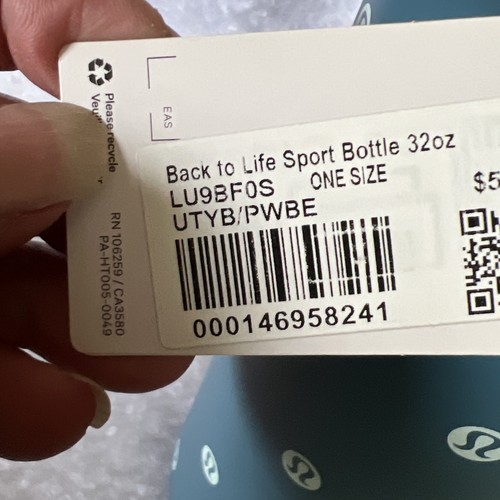 Please recycle
EAS
RN 106259 / CA3580
PA-HT005-0049
Back to Life Sport Bottle 32oz
LU9BF0S ONE SIZE
UTYB/PWBE
$5
000146958241